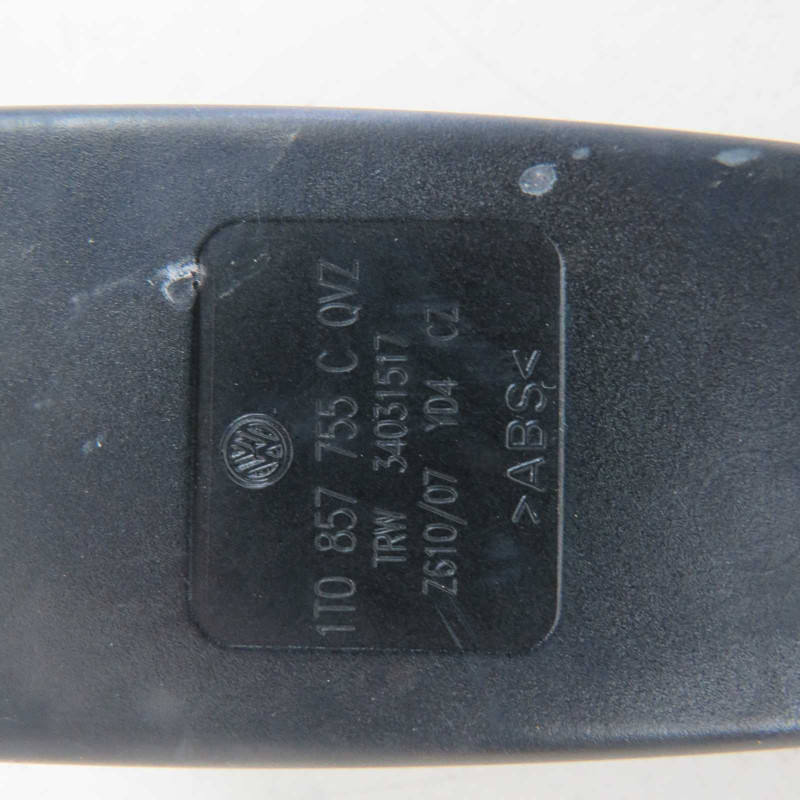 1T0 857 755 C QVZ
TRW 34031517
Z610/07 YD4 CZ
>ABS<